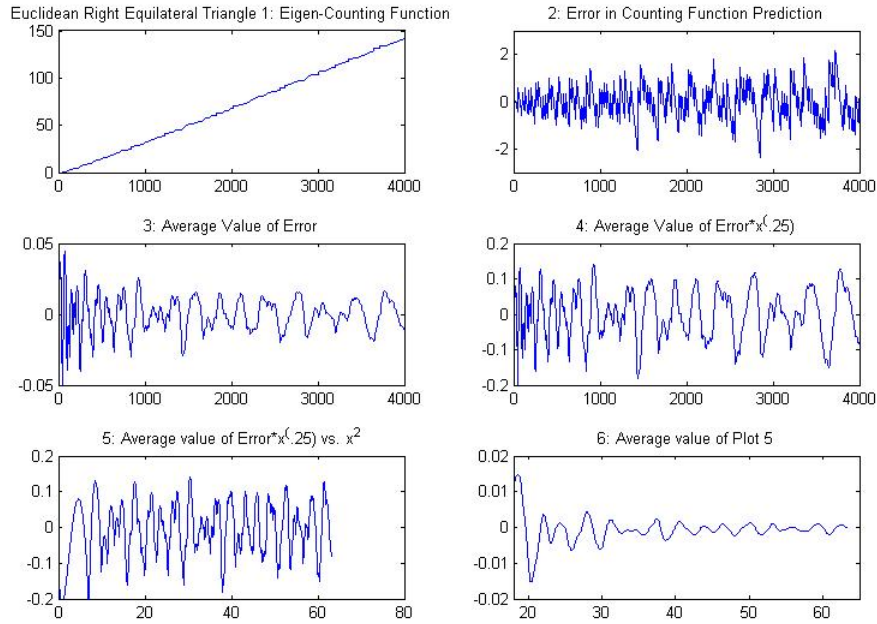 Euclidean Right Equilateral Triangle 1: Eigen-Counting Function
150
100
50
0
0 1000 2000 3000 4000
2: Error in Counting Function Prediction
2
0
-2
0 1000 2000 3000 4000
3: Average Value of Error
0.05
0
-0.05
0 1000 2000 3000 4000
4: Average Value of Error*x(.25)
0.2
0.1
0
-0.1
-0.2
0 1000 2000 3000 4000
5: Average value of Error*x(.25) vs. x2
0.2
0.1
0
-0.1
-0.2
0 20 40 60 80
6: Average value of Plot 5
0.02
0.01
0
-0.01
-0.02
20 30 40 50 60